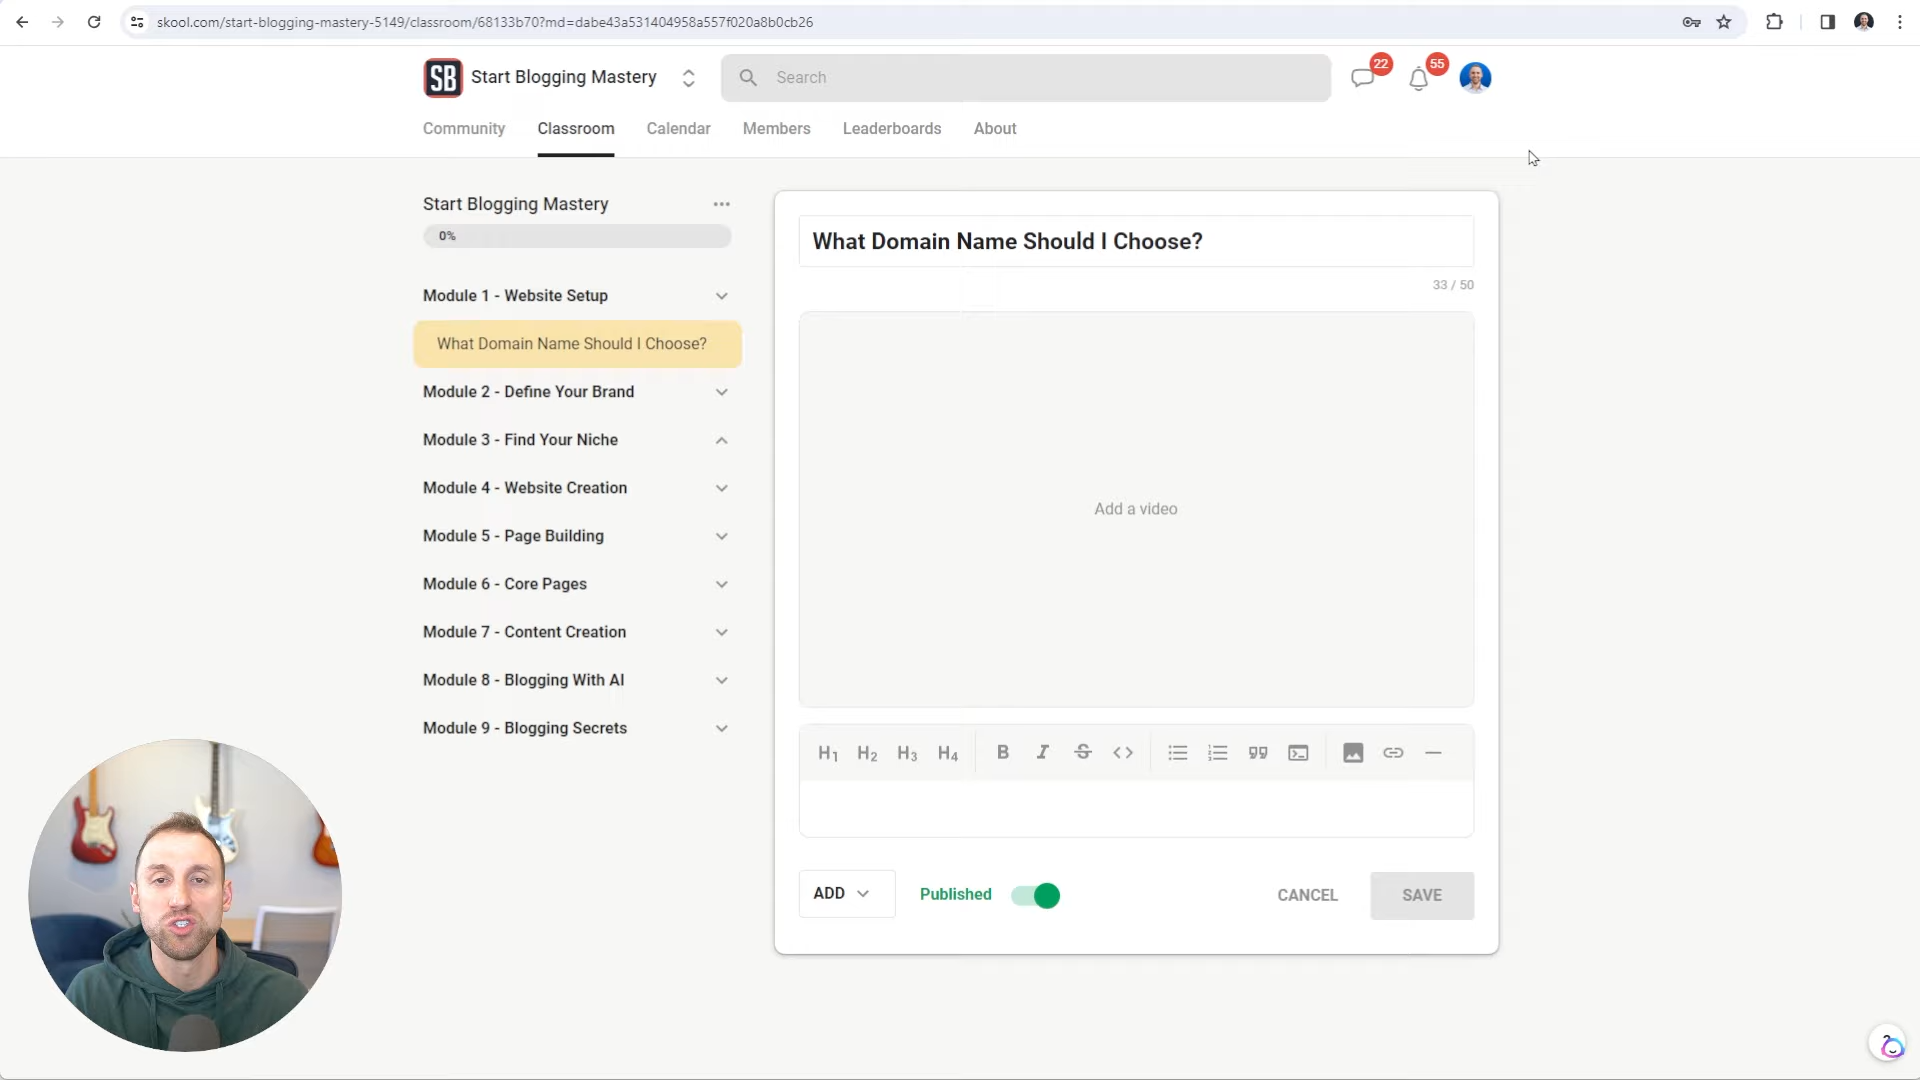 skool.com/start-blogging-mastery-5149/classroom/68133b70?md=dabe43a531404958a557f020a8b0cb26
SB Start Blogging Mastery
Search
22
55
Community Classroom Calendar Members Leaderboards About
Start Blogging Mastery
0%
Module 1 - Website Setup
What Domain Name Should I Choose?
Module 2 - Define Your Brand
Module 3 - Find Your Niche
Module 4 - Website Creation
Module 5 - Page Building
Module 6 - Core Pages
Module 7 - Content Creation
Module 8 - Blogging With AI
Module 9 - Blogging Secrets
What Domain Name Should I Choose?
33 / 50
Add a video
H1 H2 H3 H4 B I S <>
ADD Published CANCEL SAVE